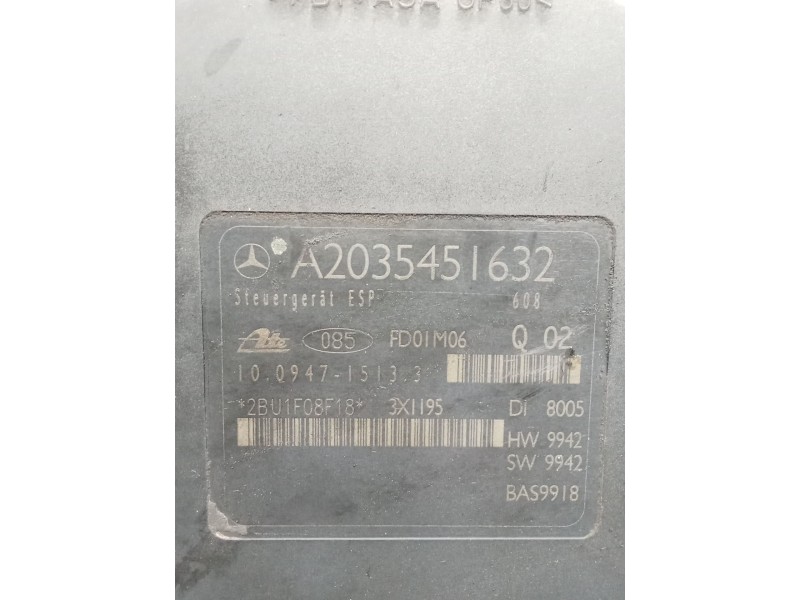 A2035451632
Steuergerät ESP 608
Ate 085 FD01M06 Q 02
10.0947-1513.3
*2BU1F08F18* 3X1195 DI 8005
HW 9942
SW 9942
BAS9918